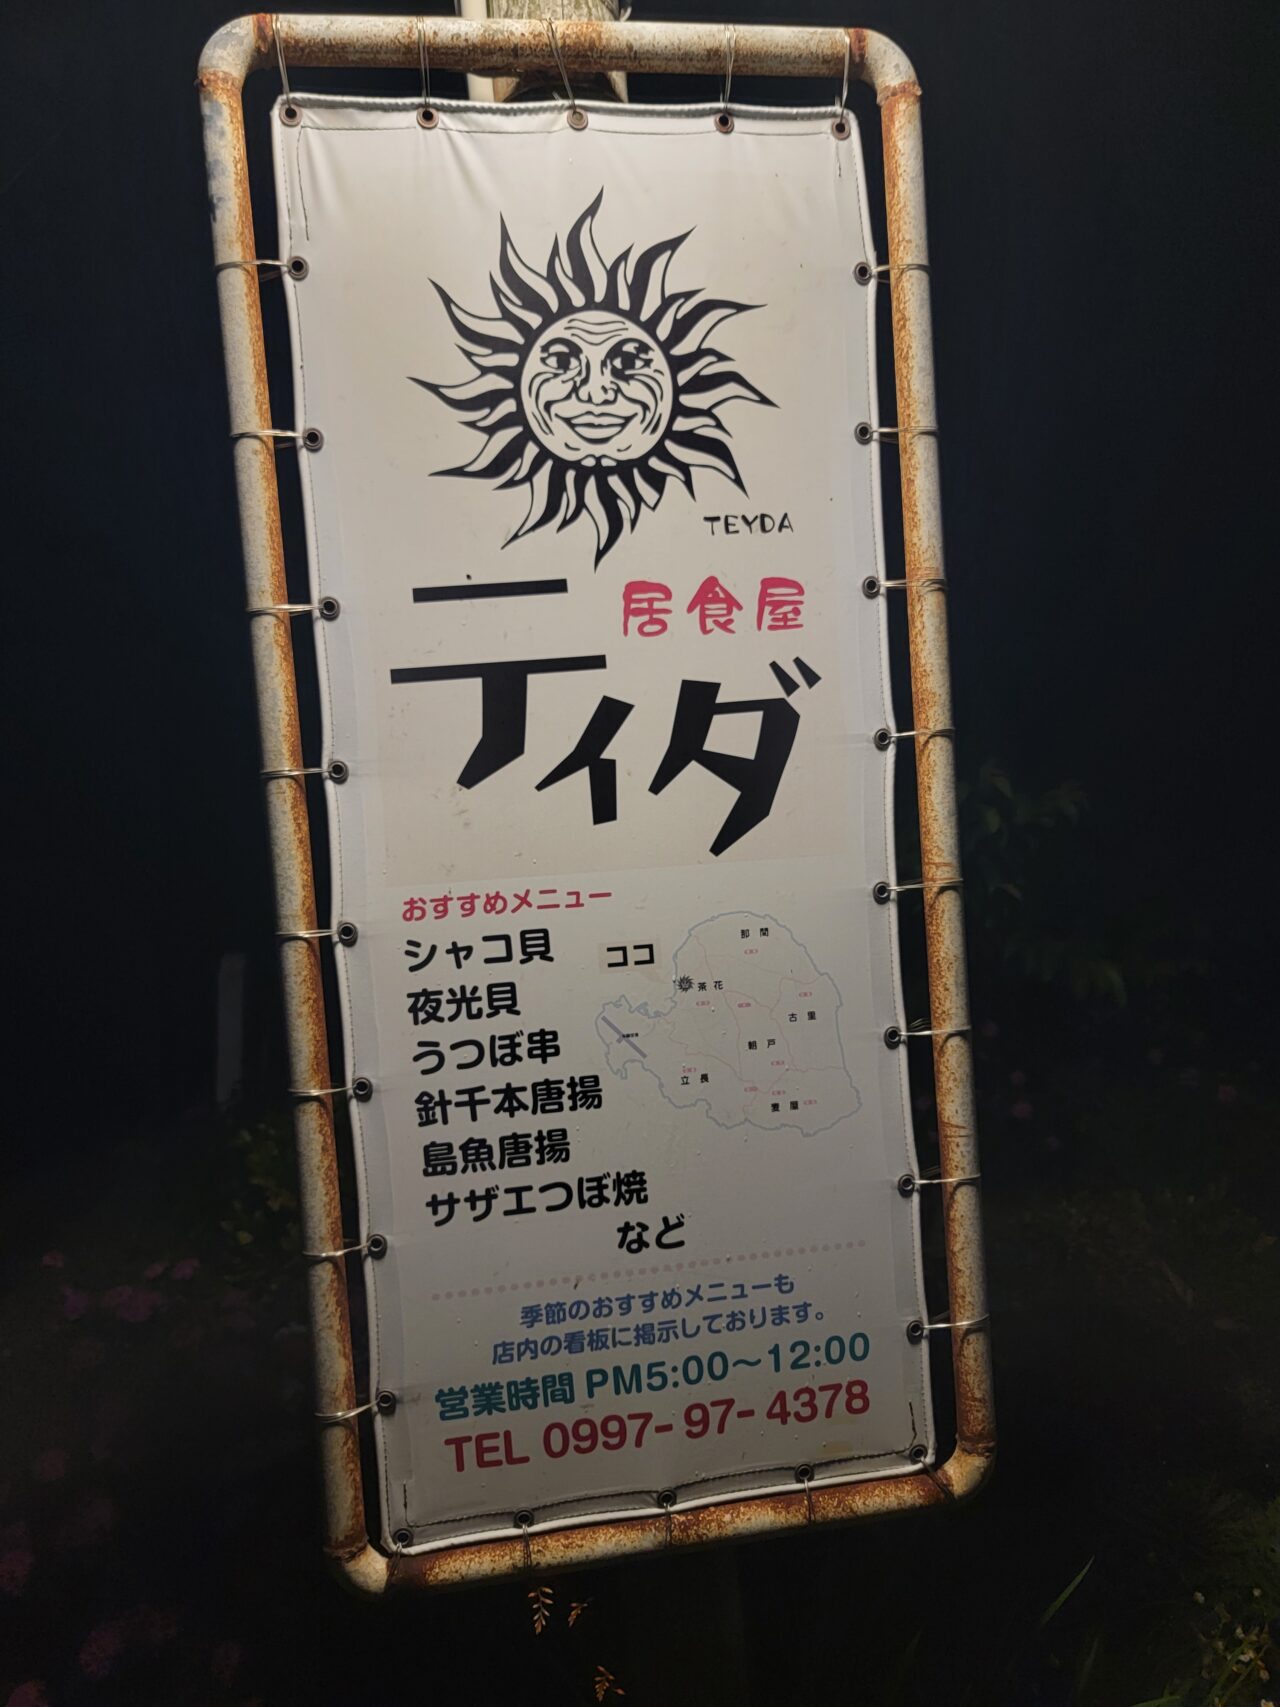 TEYDA
居食屋
ティダ
おすすめメニュー
シャコ貝
夜光貝
うつぼ串
針千本唐揚
島魚唐揚
サザエつぼ焼
など
ココ
那間
茶花
古里
朝戸
立長
麦屋
季節のおすすめメニューも
店内の看板に掲示しております。
営業時間 PM5:00〜12:00
TEL 0997-97-4378